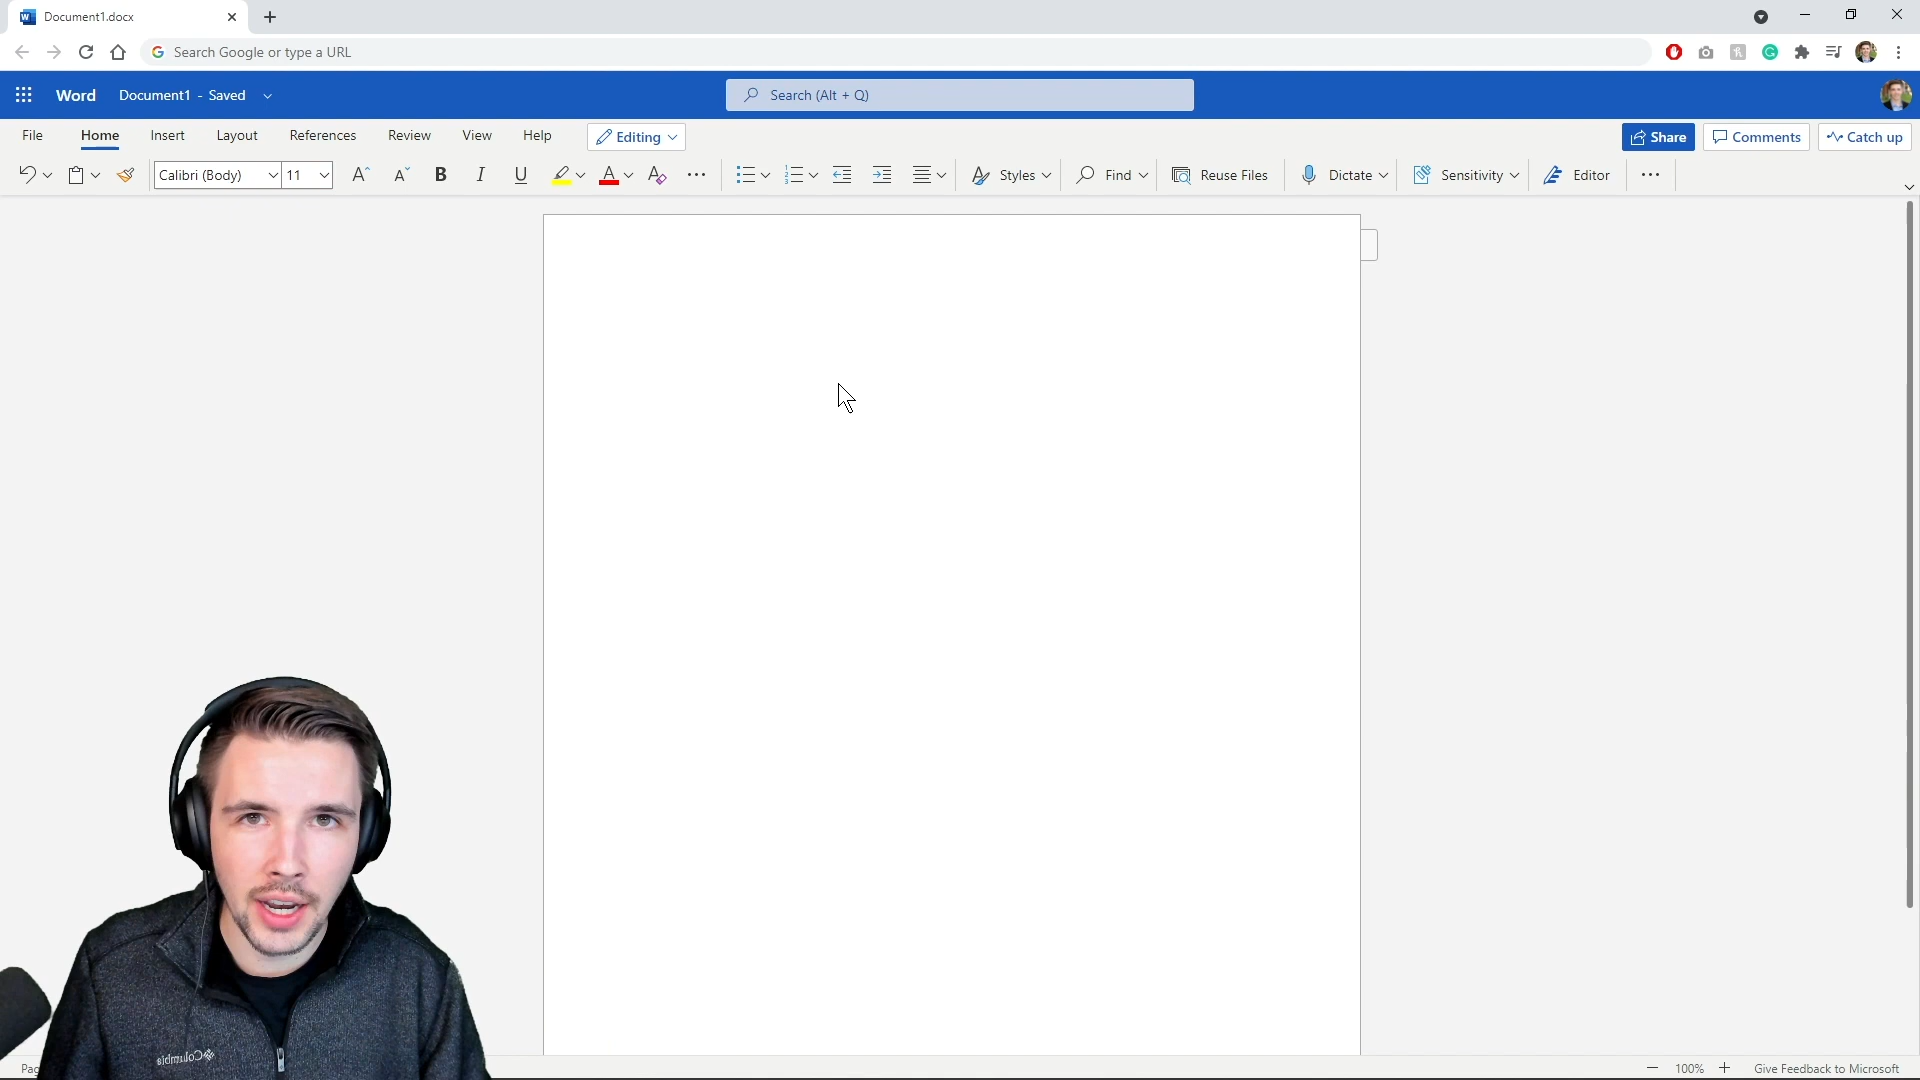 Document1.docx
Search Google or type a URL
Word Document1 - Saved Search (Alt + Q)
File Home Insert Layout References Review View Help Editing Share Comments Catch up
Calibri (Body) 11 A A B I U A A Styles Find Reuse Files Dictate Sensitivity Editor
Columbia
Pag 100% Give Feedback to Microsoft